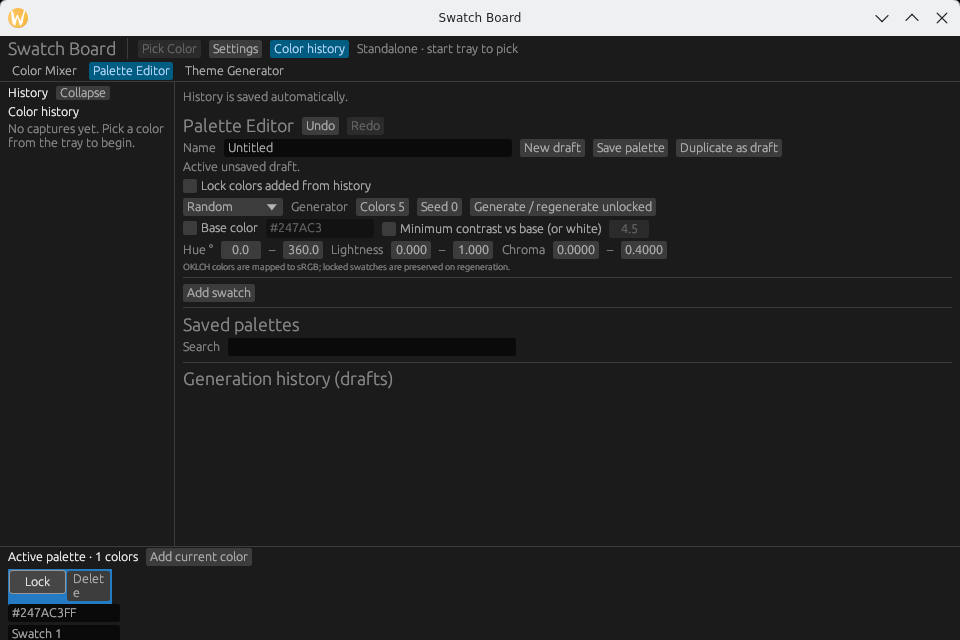 Swatch Board
Swatch Board Pick Color Settings Color history Standalone · start tray to pick
Color Mixer Palette Editor Theme Generator
History Collapse
Color history
No captures yet. Pick a color
from the tray to begin.
History is saved automatically.
Palette Editor Undo Redo
Name Untitled New draft Save palette Duplicate as draft
Active unsaved draft.
Lock colors added from history
Random Generator Colors 5 Seed 0 Generate / regenerate unlocked
Base color #247AC3 Minimum contrast vs base (or white) 4.5
Hue ° 0.0 – 360.0 Lightness 0.000 – 1.000 Chroma 0.0000 – 0.4000
OKLCH colors are mapped to sRGB; locked swatches are preserved on regeneration.
Add swatch
Saved palettes
Search
Generation history (drafts)
Active palette · 1 colors Add current color
Lock Delet
e
#247AC3FF
Swatch 1